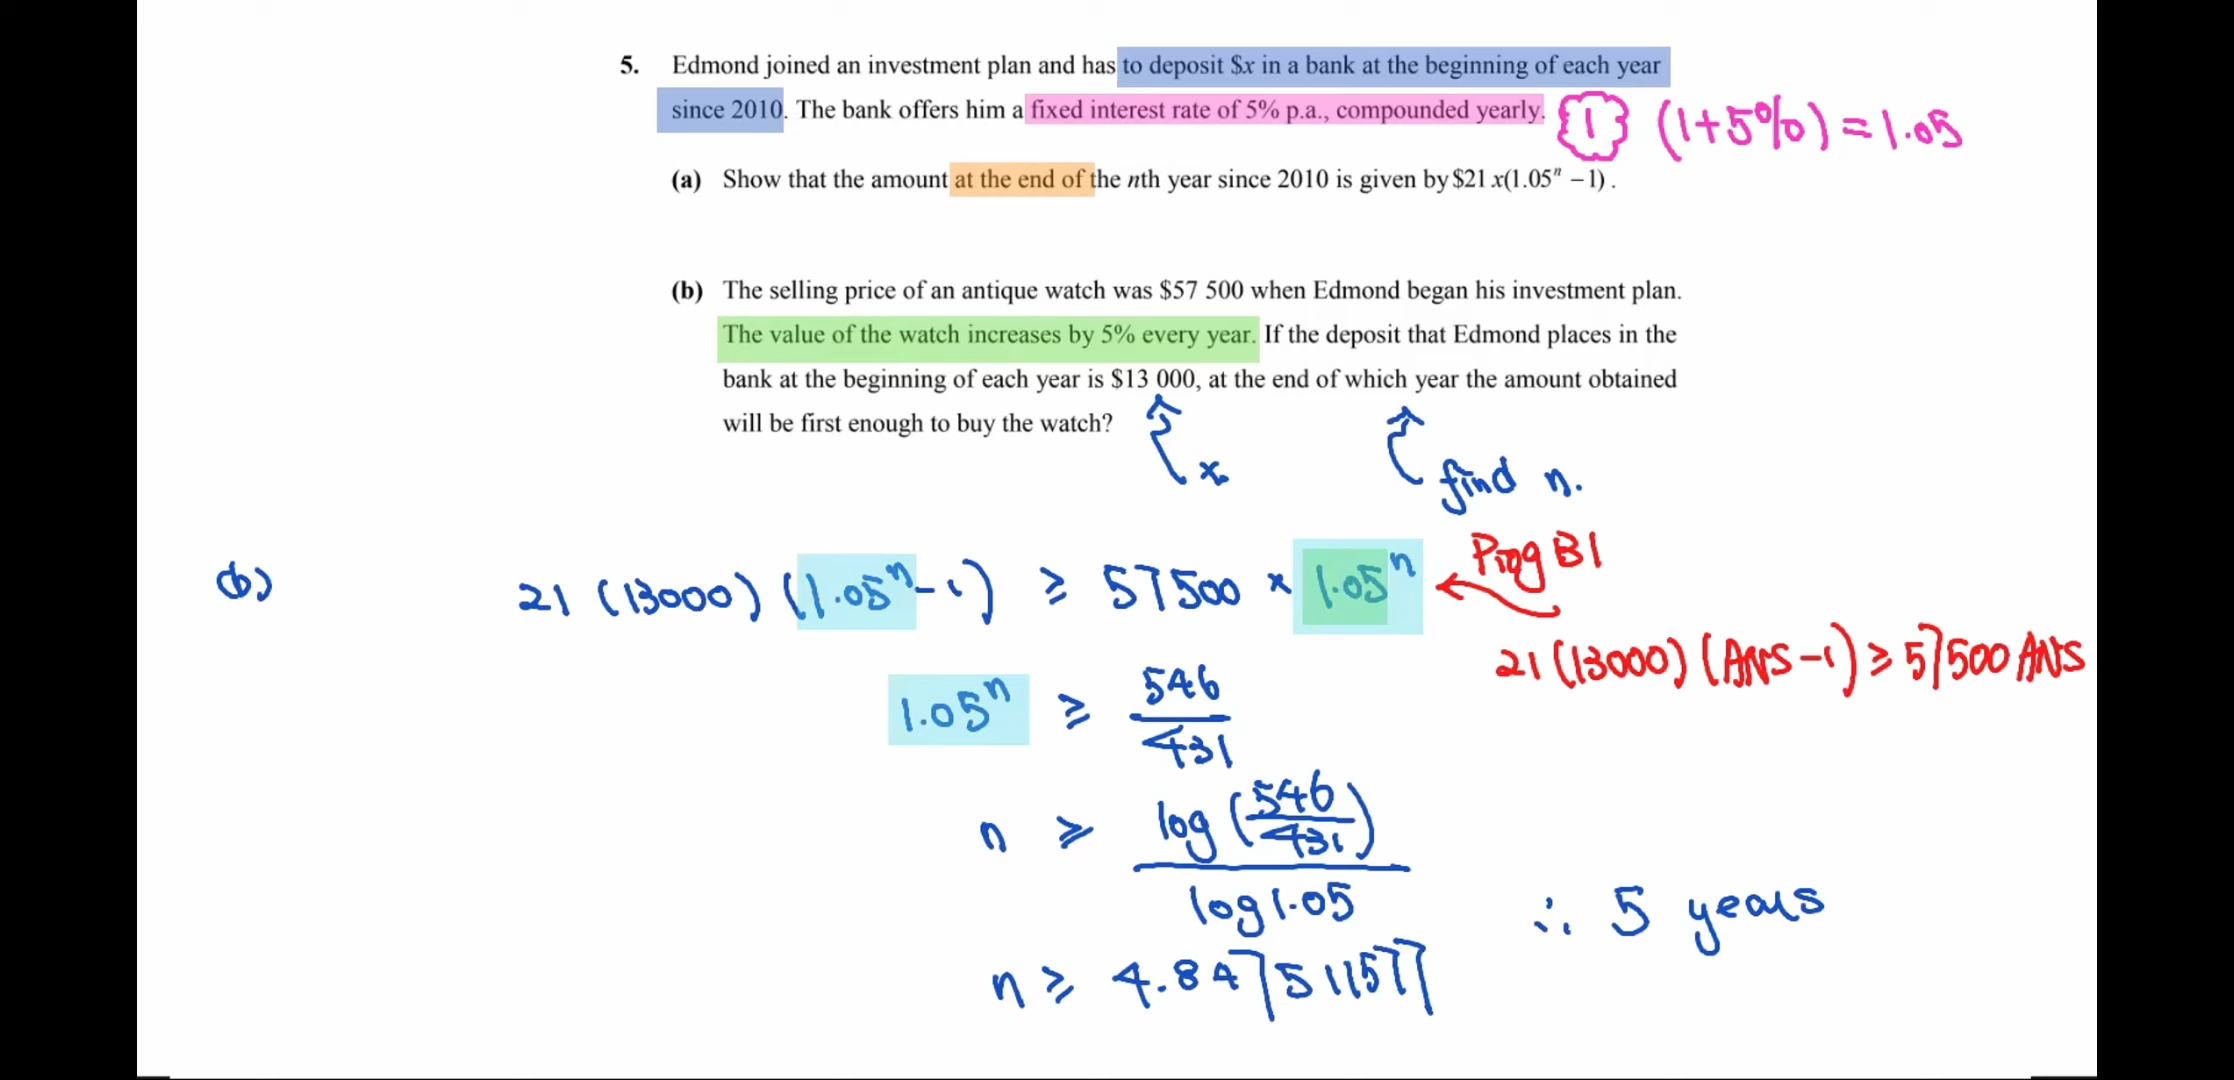 5. Edmond joined an investment plan and has to deposit $x in a bank at the beginning of each year
since 2010. The bank offers him a fixed interest rate of 5% p.a., compounded yearly.
1 (1+5%) = 1.05
(a) Show that the amount at the end of the nth year since 2010 is given by $21 x(1.05ⁿ – 1) .
(b) The selling price of an antique watch was $57 500 when Edmond began his investment plan.
The value of the watch increases by 5% every year. If the deposit that Edmond places in the
bank at the beginning of each year is $13 000, at the end of which year the amount obtained
will be first enough to buy the watch?
x
find n.
(b) 21 (13000) (1.05ⁿ - 1) ≥ 57500 × 1.05ⁿ
Prog B1
21 (13000) (ANS - 1) ≥ 57500 ANS
1.05ⁿ ≥ 546/431
n ≥ log (546/431) / log 1.05
n ≥ 4.847511577
∴ 5 years